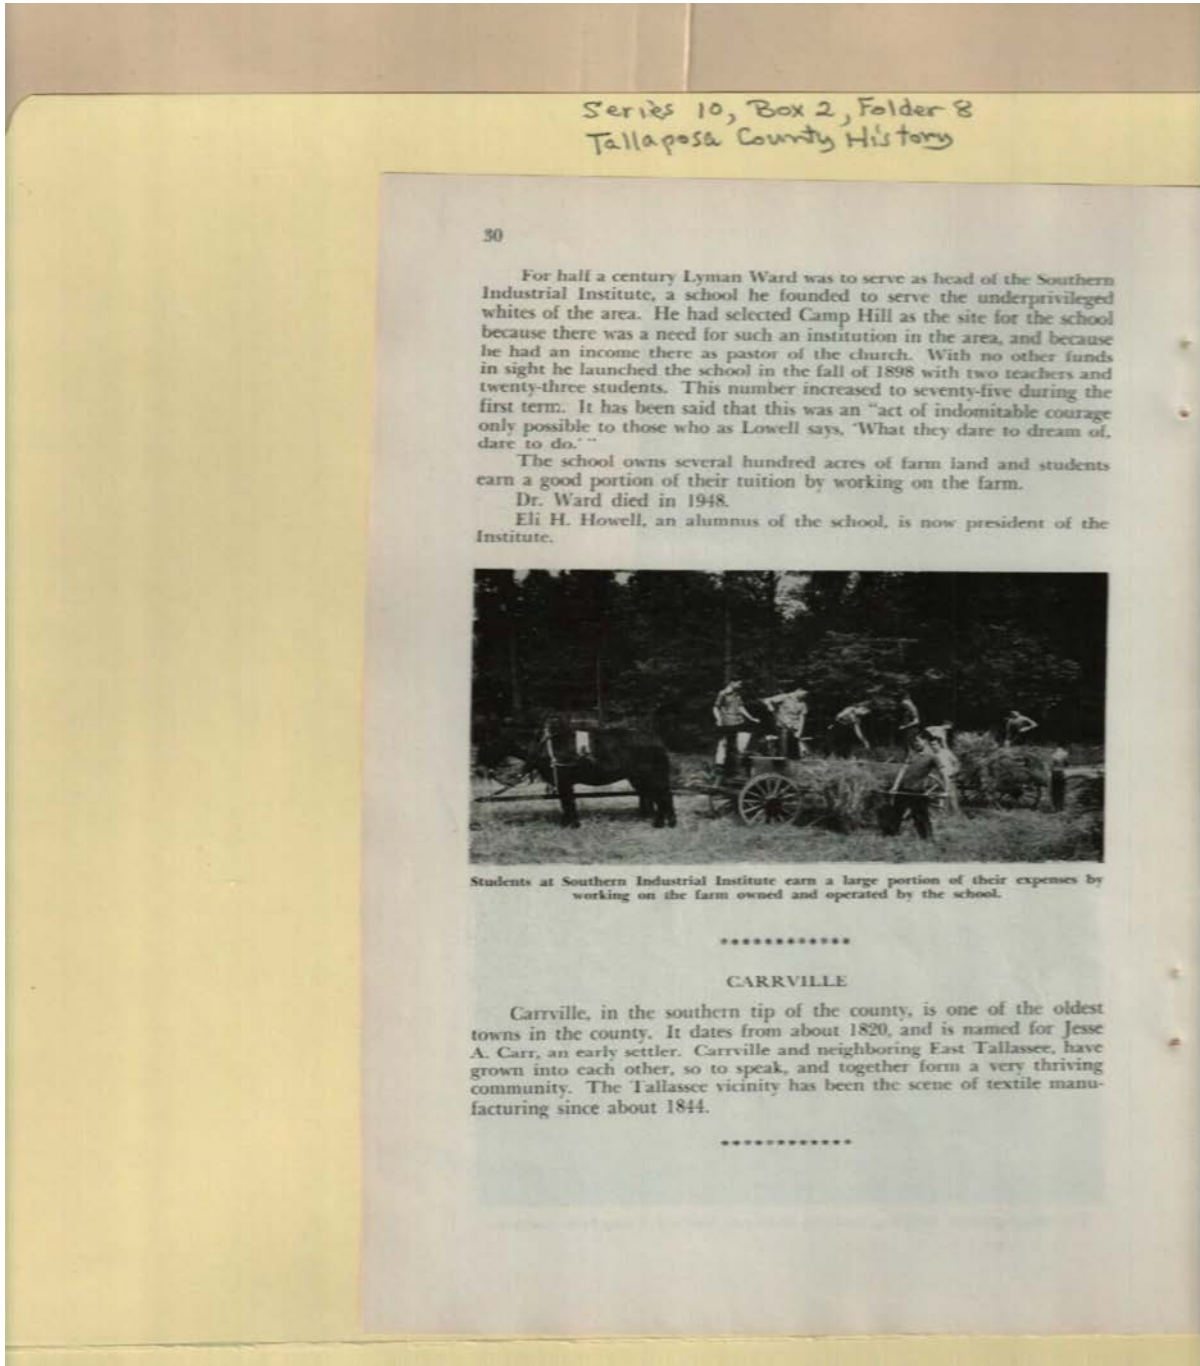 Series 10, Box 2, Folder 8
Tallaposa County History
30
For half a century Lyman Ward was to serve as head of the Southern
Industrial Institute, a school he founded to serve the underprivileged
whites of the area. He had selected Camp Hill as the site for the school
because there was a need for such an institution in the area, and because
he had an income there as pastor of the church. With no other funds
in sight he launched the school in the fall of 1898 with two teachers and
twenty-three students. This number increased to seventy-five during the
first term. It has been said that this was an "act of indomitable courage
only possible to those who as Lowell says, 'What they dare to dream of,
dare to do.' "
The school owns several hundred acres of farm land and students
earn a good portion of their tuition by working on the farm.
Dr. Ward died in 1948.
Eli H. Howell, an alumnus of the school, is now president of the
Institute.
Students at Southern Industrial Institute earn a large portion of their expenses by
working on the farm owned and operated by the school.
************
CARRVILLE
Carrville, in the southern tip of the county, is one of the oldest
towns in the county. It dates from about 1820, and is named for Jesse
A. Carr, an early settler. Carrville and neighboring East Tallassee, have
grown into each other, so to speak, and together form a very thriving
community. The Tallassee vicinity has been the scene of textile manu-
facturing since about 1844.
************